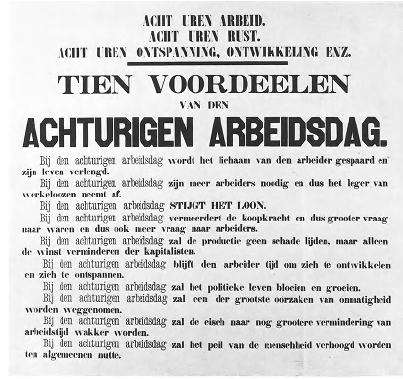 ACHT UREN ARBEID.
ACHT UREN RUST.
ACHT UREN ONTSPANNING, ONTWIKKELING ENZ.
TIEN VOORDEELEN
VAN DEN
ACHTURIGEN ARBEIDSDAG.
Bij den achturigen arbeidsdag wordt het lichaam van den arbeider gespaard en
zijn leven verlengd.
Bij den achturigen arbeidsdag zijn meer arbeiders noodig en dus het leger van
werkeloozen neemt af.
Bij den achturigen arbeidsdag STIJGT HET LOON.
Bij den achturigen arbeidsdag vermeerdert de koopkracht en dus grooter vraag
naar waren en dus ook meer vraag naar arbeiders.
Bij den achturigen arbeidsdag zal de productie geen schade lijden, maar alleen
de winst verminderen der kapitalisten.
Bij den achturigen arbeidsdag blijft den arbeider tijd om zich te ontwikkelen
en zich te ontspannen.
Bij den achturigen arbeidsdag zal het politieke leven bloeien en groeien.
Bij den achturigen arbeidsdag zal een der grootste oorzaken van onmatigheid
worden weggenomen.
Bij den achturigen arbeidsdag zal de eisch naar nog grootere vermindering van
arbeidstijd wakker worden.
Bij den achturigen arbeidsdag zal het peil van de menschheid verhoogd worden
ten algemeenen nutte.